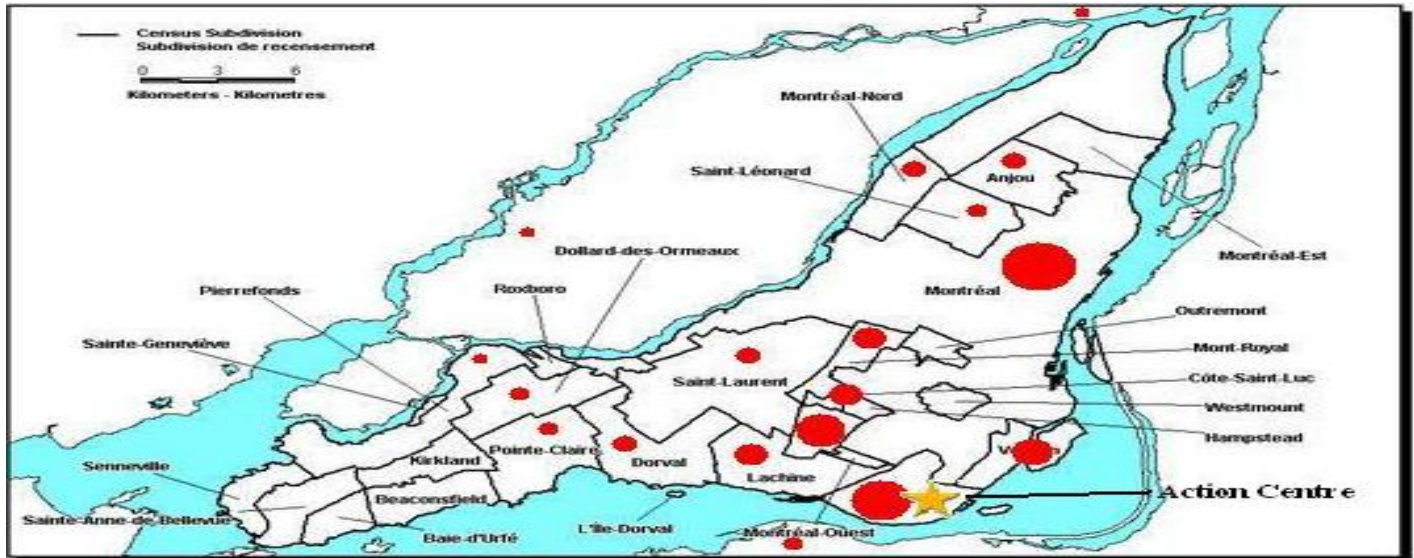 Census Subdivision
Subdivision de recensement
0 3 6
Kilometers - Kilometres
Montréal-Nord
Saint-Léonard
Anjou
Dollard-des-Ormeaux
Montréal-Est
Pierrefonds
Roxboro
Montréal
Outremont
Sainte-Geneviève
Mont-Royal
Saint-Laurent
Côte-Saint-Luc
Westmount
Hampstead
Pointe-Claire
Kirkland
Dorval
Senneville
Lachine
Beaconsfield
Action Centre
Sainte-Anne-de-Bellevue
L'Île-Dorval
Montréal-Ouest
Baie-d'Urfé